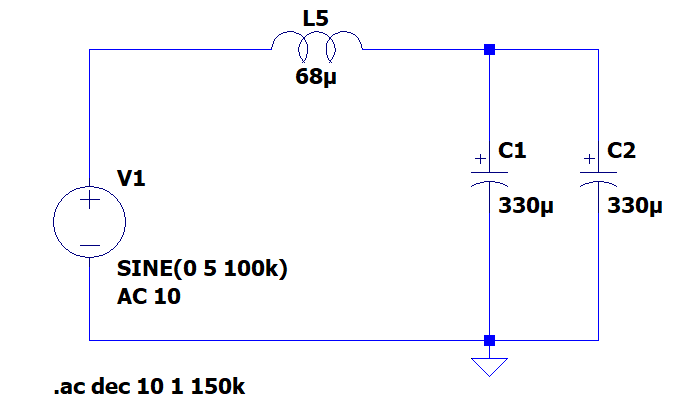 L5
68µ
C1
330µ
C2
330µ
V1
SINE(0 5 100k)
AC 10
.ac dec 10 1 150k